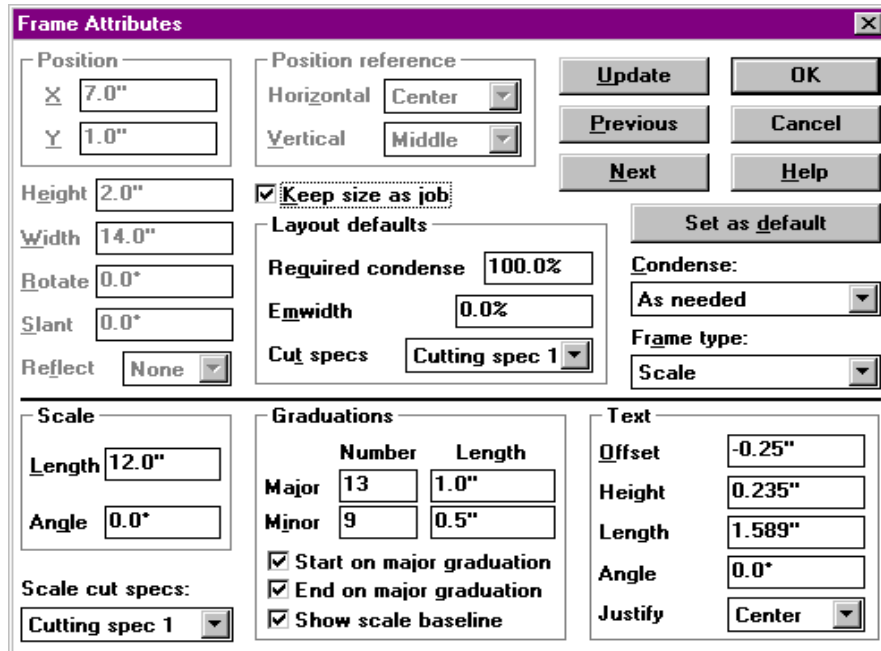 Frame Attributes
Position
X 7.0"
Y 1.0"
Position reference
Horizontal Center
Vertical Middle
Update
OK
Previous
Cancel
Next
Help
Height 2.0"
Width 14.0"
Rotate 0.0°
Slant 0.0°
Reflect None
Keep size as job
Layout defaults
Required condense 100.0%
Emwidth 0.0%
Cut specs Cutting spec 1
Set as default
Condense:
As needed
Frame type:
Scale
Scale
Length 12.0"
Angle 0.0°
Scale cut specs:
Cutting spec 1
Graduations
Number Length
Major 13 1.0"
Minor 9 0.5"
Start on major graduation
End on major graduation
Show scale baseline
Text
Offset -0.25"
Height 0.235"
Length 1.589"
Angle 0.0°
Justify Center